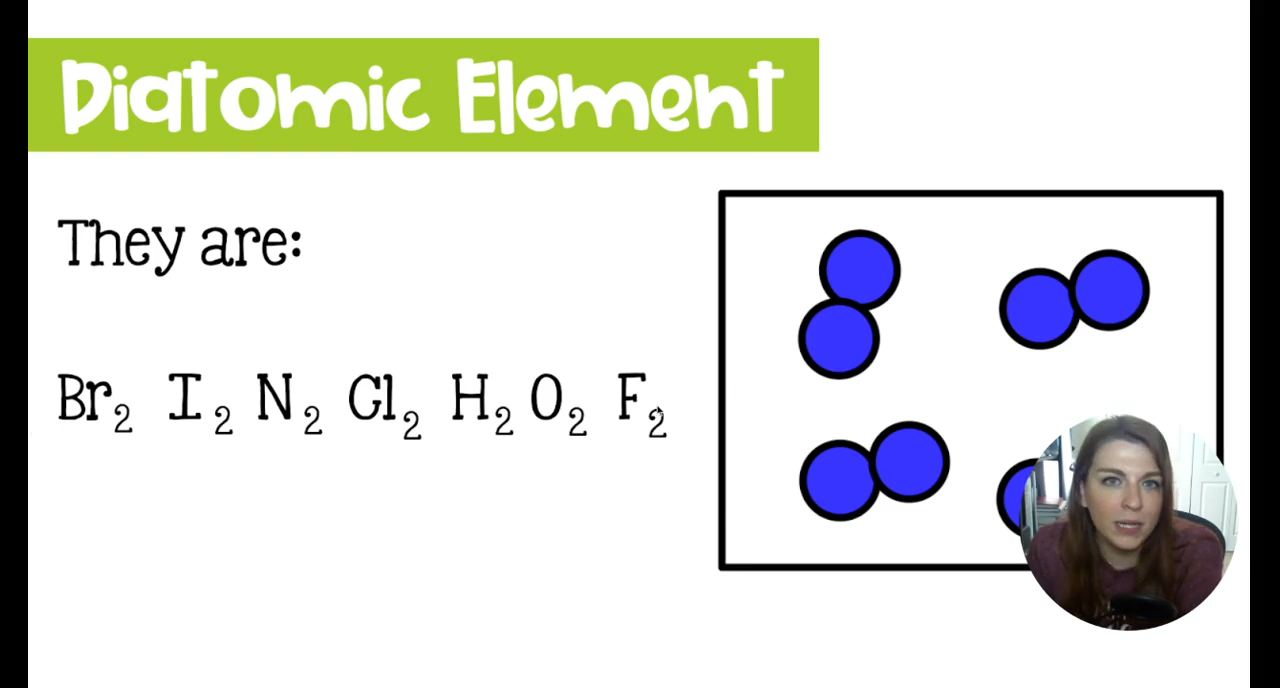 Diatomic Element
They are:
Br₂ I₂ N₂ Cl₂ H₂ O₂ F₂